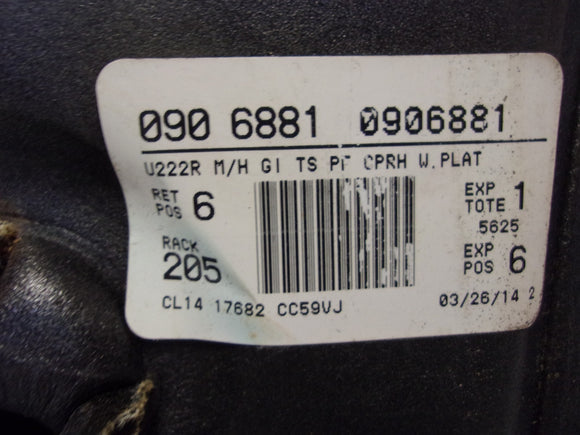 090 6881 0906881
U222R M/H GI TS PF CPRH W.PLAT
RET POS 6
EXP TOTE 1
5625
RACK 205
EXP POS 6
CL14 17682 CC59VJ
03/26/14 2